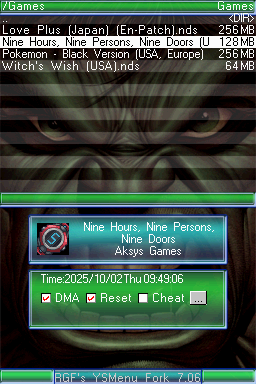 /Games Games
.. <DIR>
Love Plus (Japan) (En-Patch).nds 256MB
Nine Hours, Nine Persons, Nine Doors (U 128MB
Pokemon - Black Version (USA, Europe) 256MB
Witch's Wish (USA).nds 64MB
Nine Hours, Nine Persons,
Nine Doors
Aksys Games
Time:2025/10/02Thu09:49:06
DMA Reset Cheat ...
RGF's YSMenu Fork 7.06